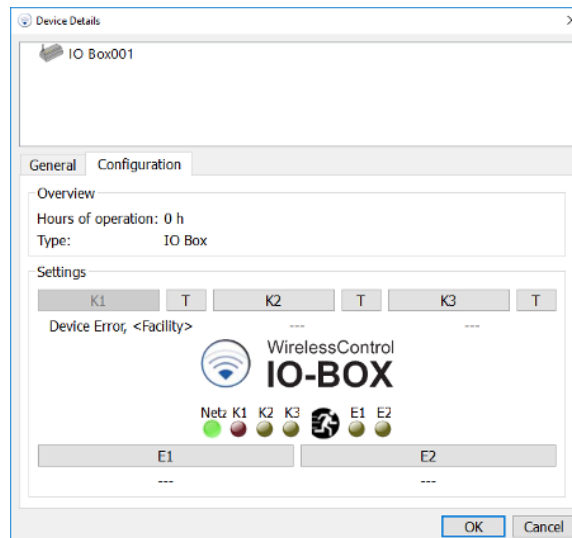 Device Details
IO Box001
General Configuration
Overview
Hours of operation: 0 h
Type: IO Box
Settings
K1 T K2 T K3 T
Device Error, <Facility> --- ---
WirelessControl
IO-BOX
Netz K1 K2 K3 E1 E2
E1 E2
--- ---
OK Cancel